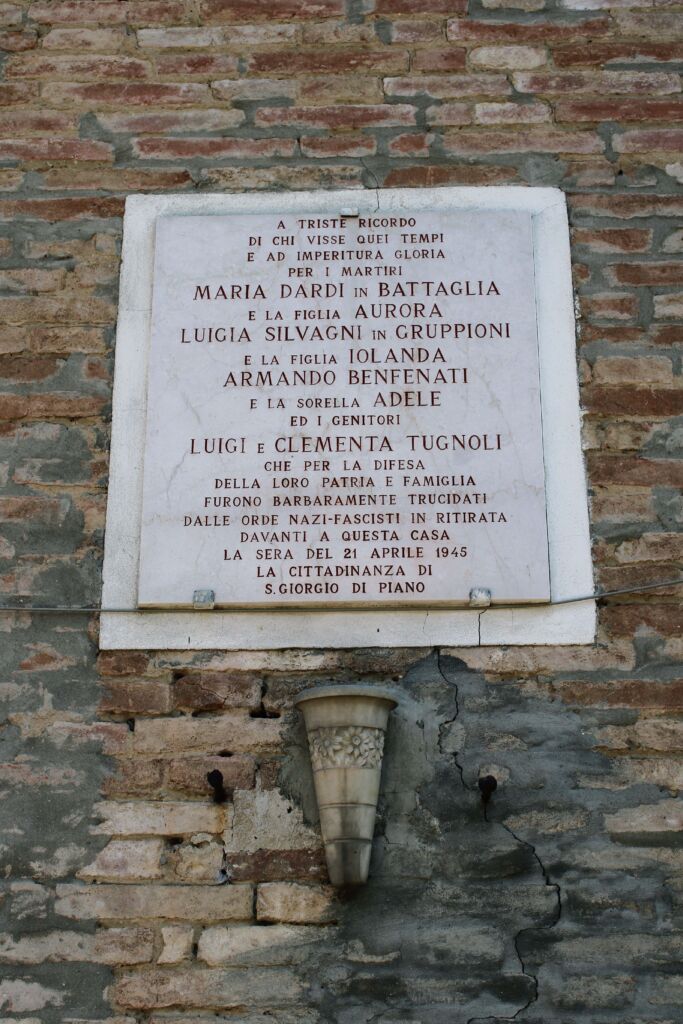 A TRISTE RICORDO
DI CHI VISSE QUEI TEMPI
E AD IMPERITURA GLORIA
PER I MARTIRI
MARIA DARDI IN BATTAGLIA
E LA FIGLIA AURORA
LUIGIA SILVAGNI IN GRUPPIONI
E LA FIGLIA IOLANDA
ARMANDO BENFENATI
E LA SORELLA ADELE
ED I GENITORI
LUIGI E CLEMENTA TUGNOLI
CHE PER LA DIFESA
DELLA LORO PATRIA E FAMIGLIA
FURONO BARBARAMENTE TRUCIDATI
DALLE ORDE NAZI-FASCISTI IN RITIRATA
DAVANTI A QUESTA CASA
LA SERA DEL 21 APRILE 1945
LA CITTADINANZA DI
S. GIORGIO DI PIANO